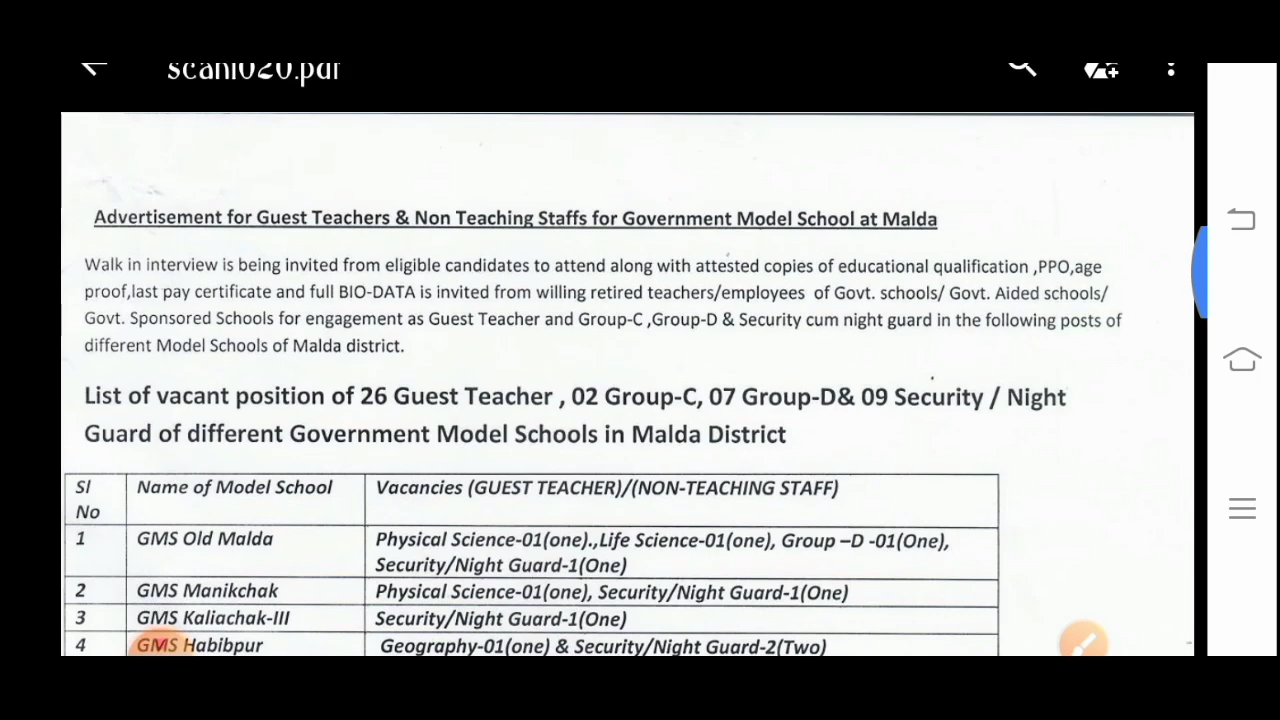 scan1020.pdf
Advertisement for Guest Teachers & Non Teaching Staffs for Government Model School at Malda
Walk in interview is being invited from eligible candidates to attend along with attested copies of educational qualification ,PPO,age
proof,last pay certificate and full BIO-DATA is invited from willing retired teachers/employees of Govt. schools/ Govt. Aided schools/
Govt. Sponsored Schools for engagement as Guest Teacher and Group-C ,Group-D & Security cum night guard in the following posts of
different Model Schools of Malda district.
List of vacant position of 26 Guest Teacher , 02 Group-C, 07 Group-D& 09 Security / Night
Guard of different Government Model Schools in Malda District
Sl No Name of Model School Vacancies (GUEST TEACHER)/(NON-TEACHING STAFF)
1 GMS Old Malda Physical Science-01(one).,Life Science-01(one), Group –D -01(One),
Security/Night Guard-1(One)
2 GMS Manikchak Physical Science-01(one), Security/Night Guard-1(One)
3 GMS Kaliachak-III Security/Night Guard-1(One)
4 GMS Habibpur Geography-01(one) & Security/Night Guard-2(Two)